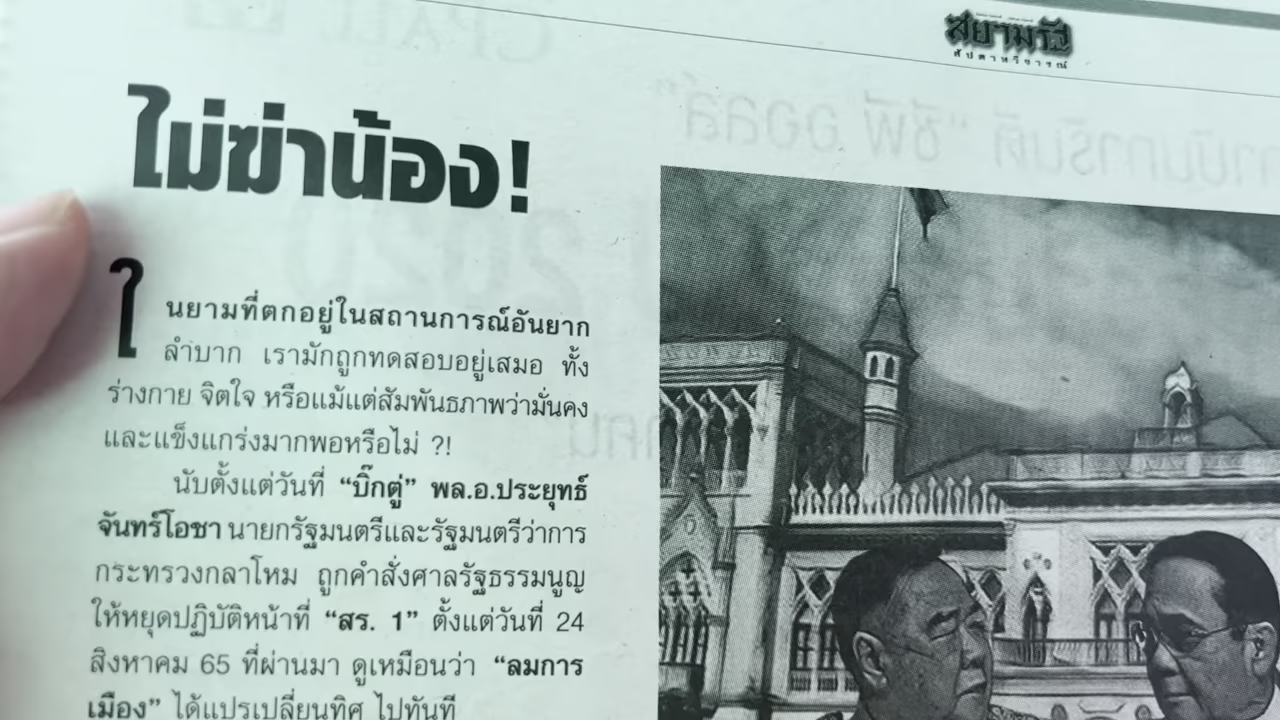 สยามรัฐ
สัปดาหวิจารณ์
ไม่ฆ่าน้อง!
ในยามที่ตกอยู่ในสถานการณ์อันยาก
ลำบาก เรามักถูกทดสอบอยู่เสมอ ทั้ง
ร่างกาย จิตใจ หรือแม้แต่สัมพันธภาพว่ามั่นคง
และแข็งแกร่งมากพอหรือไม่ ?!
นับตั้งแต่วันที่ “บิ๊กตู่” พล.อ.ประยุทธ์
จันทร์โอชา นายกรัฐมนตรีและรัฐมนตรีว่าการ
กระทรวงกลาโหม ถูกคำสั่งศาลรัฐธรรมนูญ
ให้หยุดปฏิบัติหน้าที่ “สร. 1” ตั้งแต่วันที่ 24
สิงหาคม 65 ที่ผ่านมา ดูเหมือนว่า “ลมการ
เมือง” ได้แปรเปลี่ยนทิศ ไปทันที